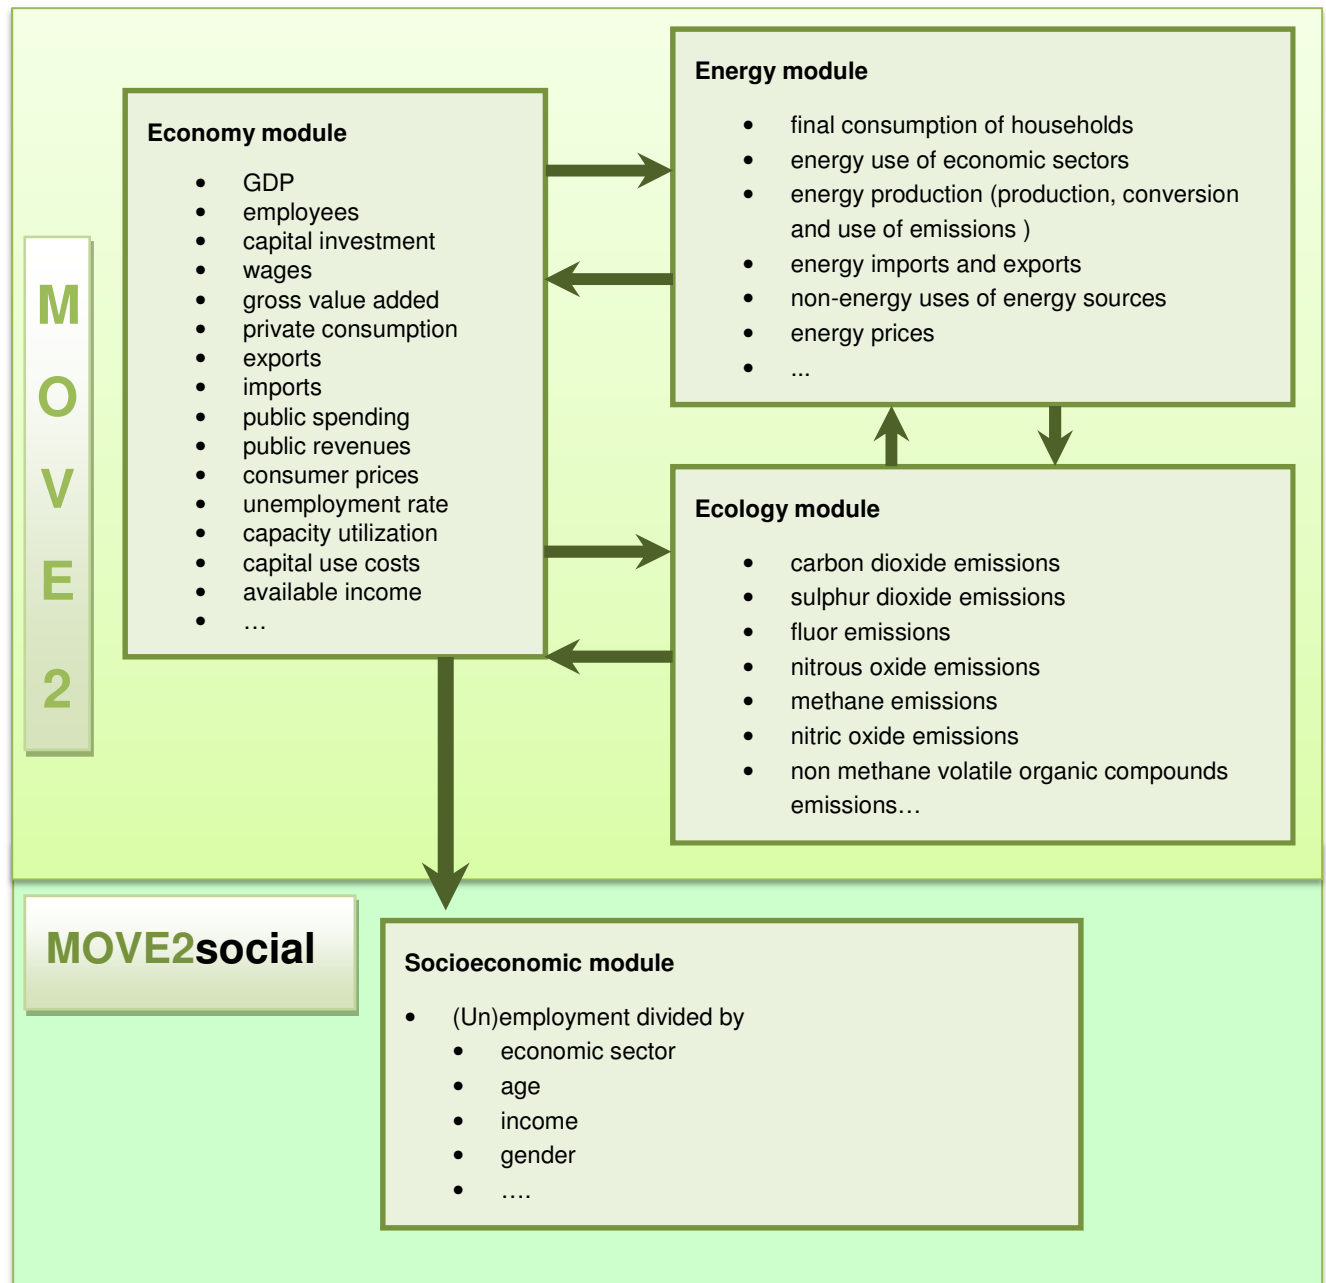 M
O
V
E
2
Economy module
• GDP
• employees
• capital investment
• wages
• gross value added
• private consumption
• exports
• imports
• public spending
• public revenues
• consumer prices
• unemployment rate
• capacity utilization
• capital use costs
• available income
• …
Energy module
• final consumption of households
• energy use of economic sectors
• energy production (production, conversion
and use of emissions )
• energy imports and exports
• non-energy uses of energy sources
• energy prices
• ...
Ecology module
• carbon dioxide emissions
• sulphur dioxide emissions
• fluor emissions
• nitrous oxide emissions
• methane emissions
• nitric oxide emissions
• non methane volatile organic compounds
emissions…
MOVE2social
Socioeconomic module
• (Un)employment divided by
• economic sector
• age
• income
• gender
• ….